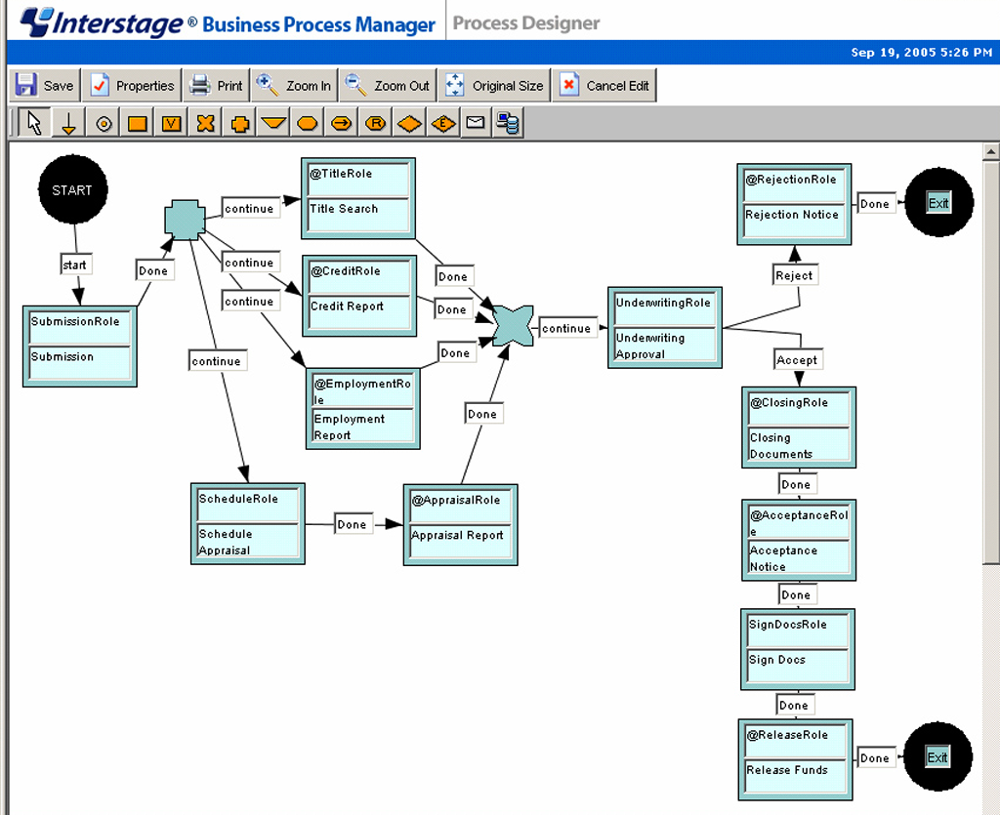 Interstage® Business Process Manager Process Designer
Sep 19, 2005 5:26 PM
Save
Properties
Print
Zoom In
Zoom Out
Original Size
Cancel Edit
V
R
E
START
start
SubmissionRole
Submission
Done
continue
continue
continue
continue
@TitleRole
Title Search
@CreditRole
Credit Report
@EmploymentRo
le
Employment
Report
ScheduleRole
Schedule
Appraisal
Done
@AppraisalRole
Appraisal Report
Done
Done
Done
Done
continue
UnderwritingRole
Underwriting
Approval
Reject
@RejectionRole
Rejection Notice
Done
Exit
Accept
@ClosingRole
Closing
Documents
Done
@AcceptanceRol
e
Acceptance
Notice
Done
SignDocsRole
Sign Docs
Done
@ReleaseRole
Release Funds
Done
Exit